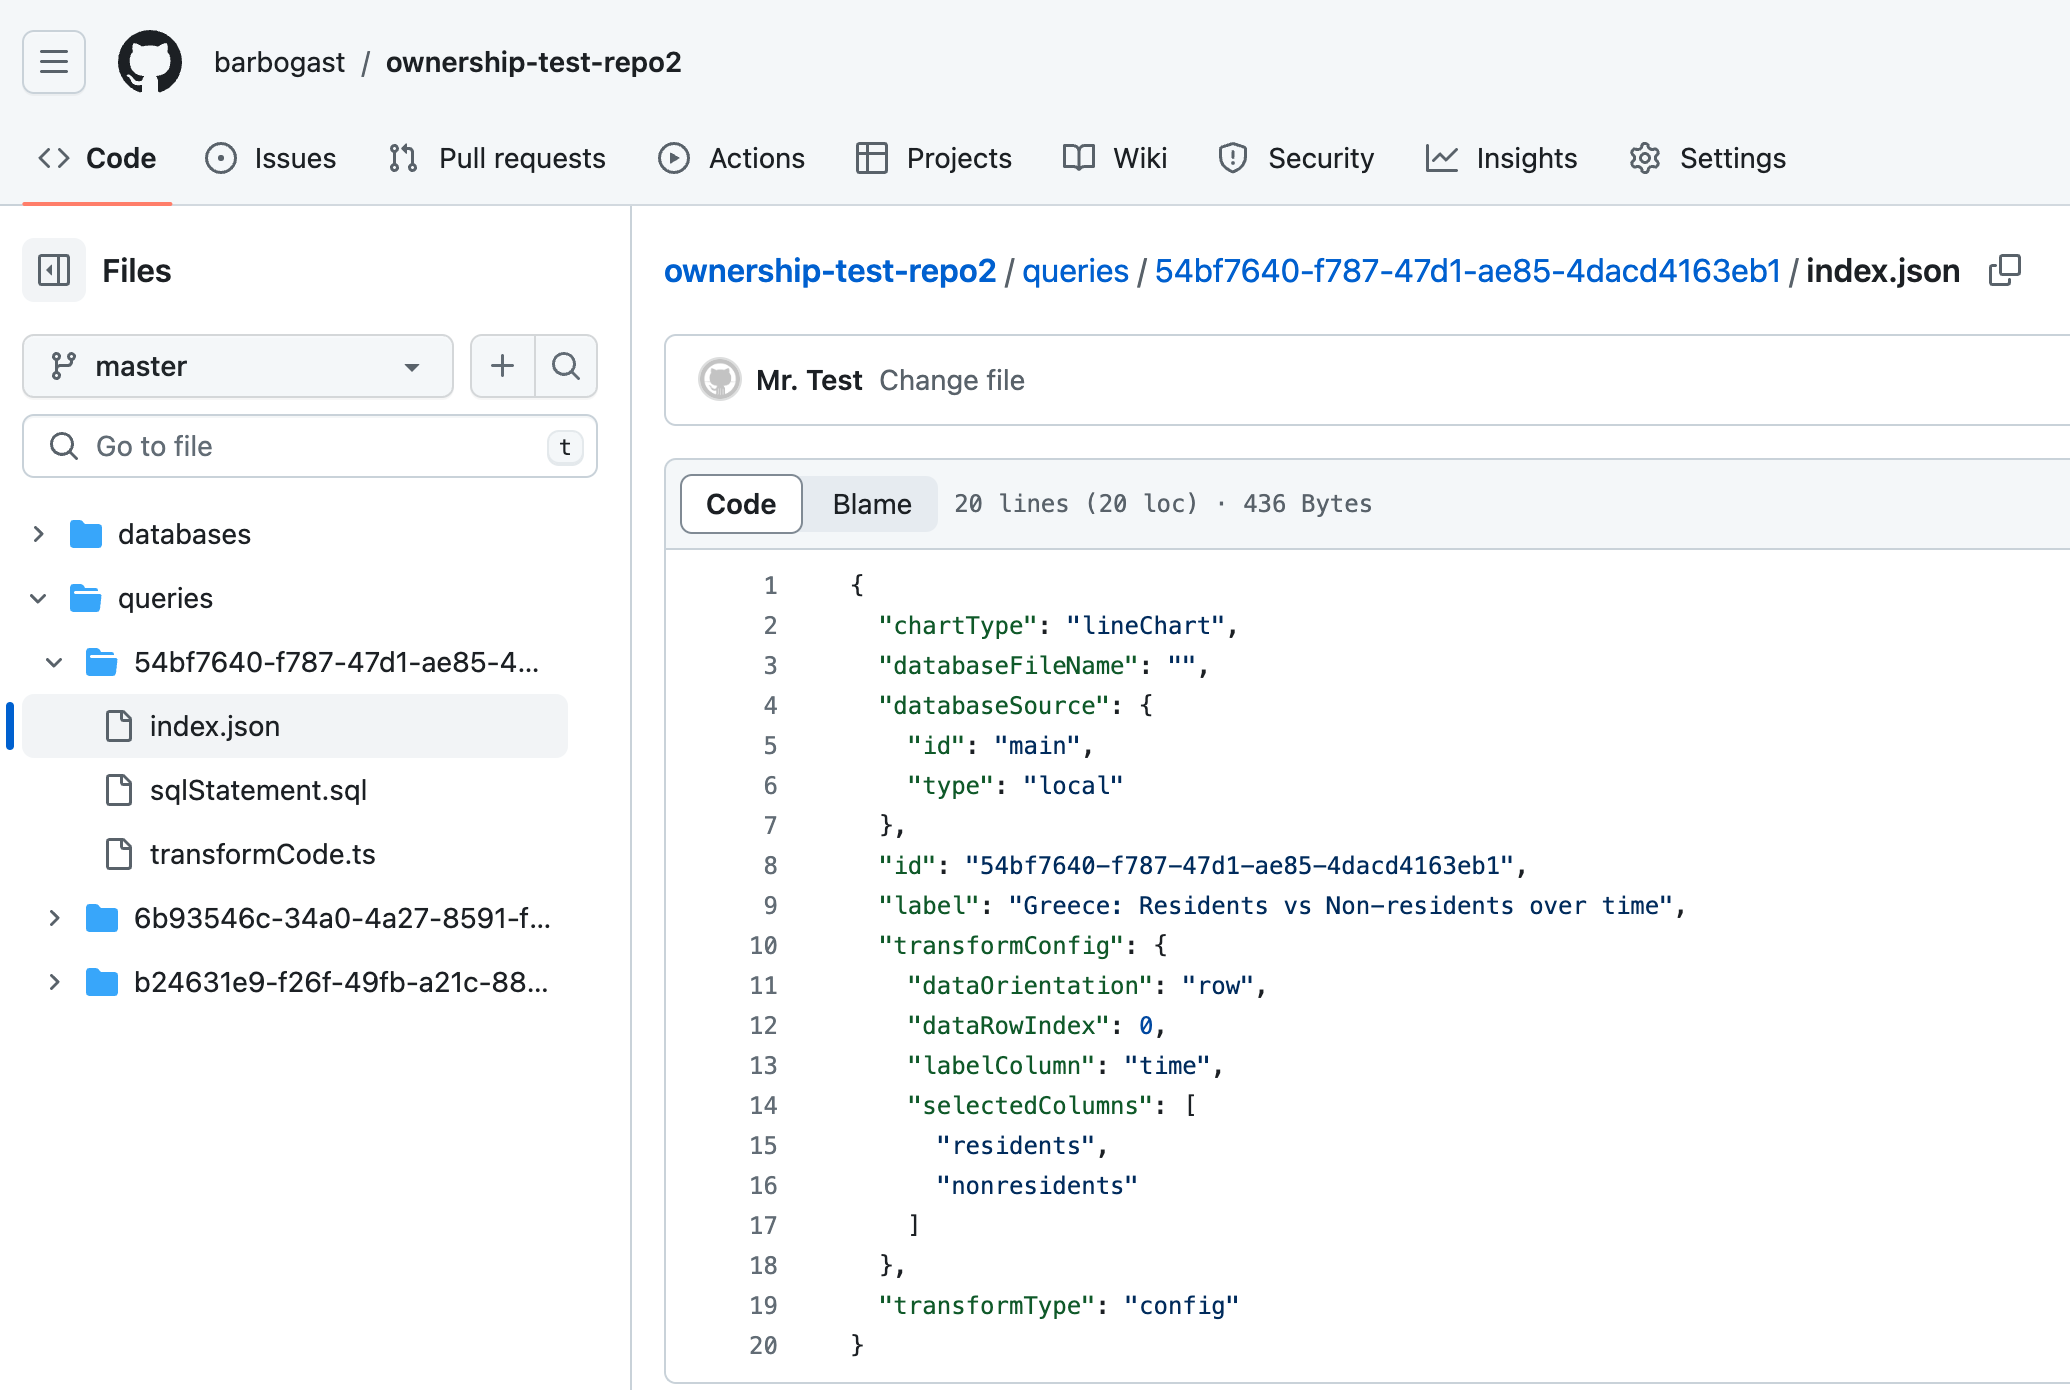 barbogast / ownership-test-repo2
Code Issues Pull requests Actions Projects Wiki Security Insights Settings
Files
master
Go to file t
databases
queries
54bf7640-f787-47d1-ae85-4...
index.json
sqlStatement.sql
transformCode.ts
6b93546c-34a0-4a27-8591-f...
b24631e9-f26f-49fb-a21c-88...
ownership-test-repo2 / queries / 54bf7640-f787-47d1-ae85-4dacd4163eb1 / index.json
Mr. Test Change file
Code Blame 20 lines (20 loc) · 436 Bytes
1 {
2 "chartType": "lineChart",
3 "databaseFileName": "",
4 "databaseSource": {
5 "id": "main",
6 "type": "local"
7 },
8 "id": "54bf7640-f787-47d1-ae85-4dacd4163eb1",
9 "label": "Greece: Residents vs Non-residents over time",
10 "transformConfig": {
11 "dataOrientation": "row",
12 "dataRowIndex": 0,
13 "labelColumn": "time",
14 "selectedColumns": [
15 "residents",
16 "nonresidents"
17 ]
18 },
19 "transformType": "config"
20 }